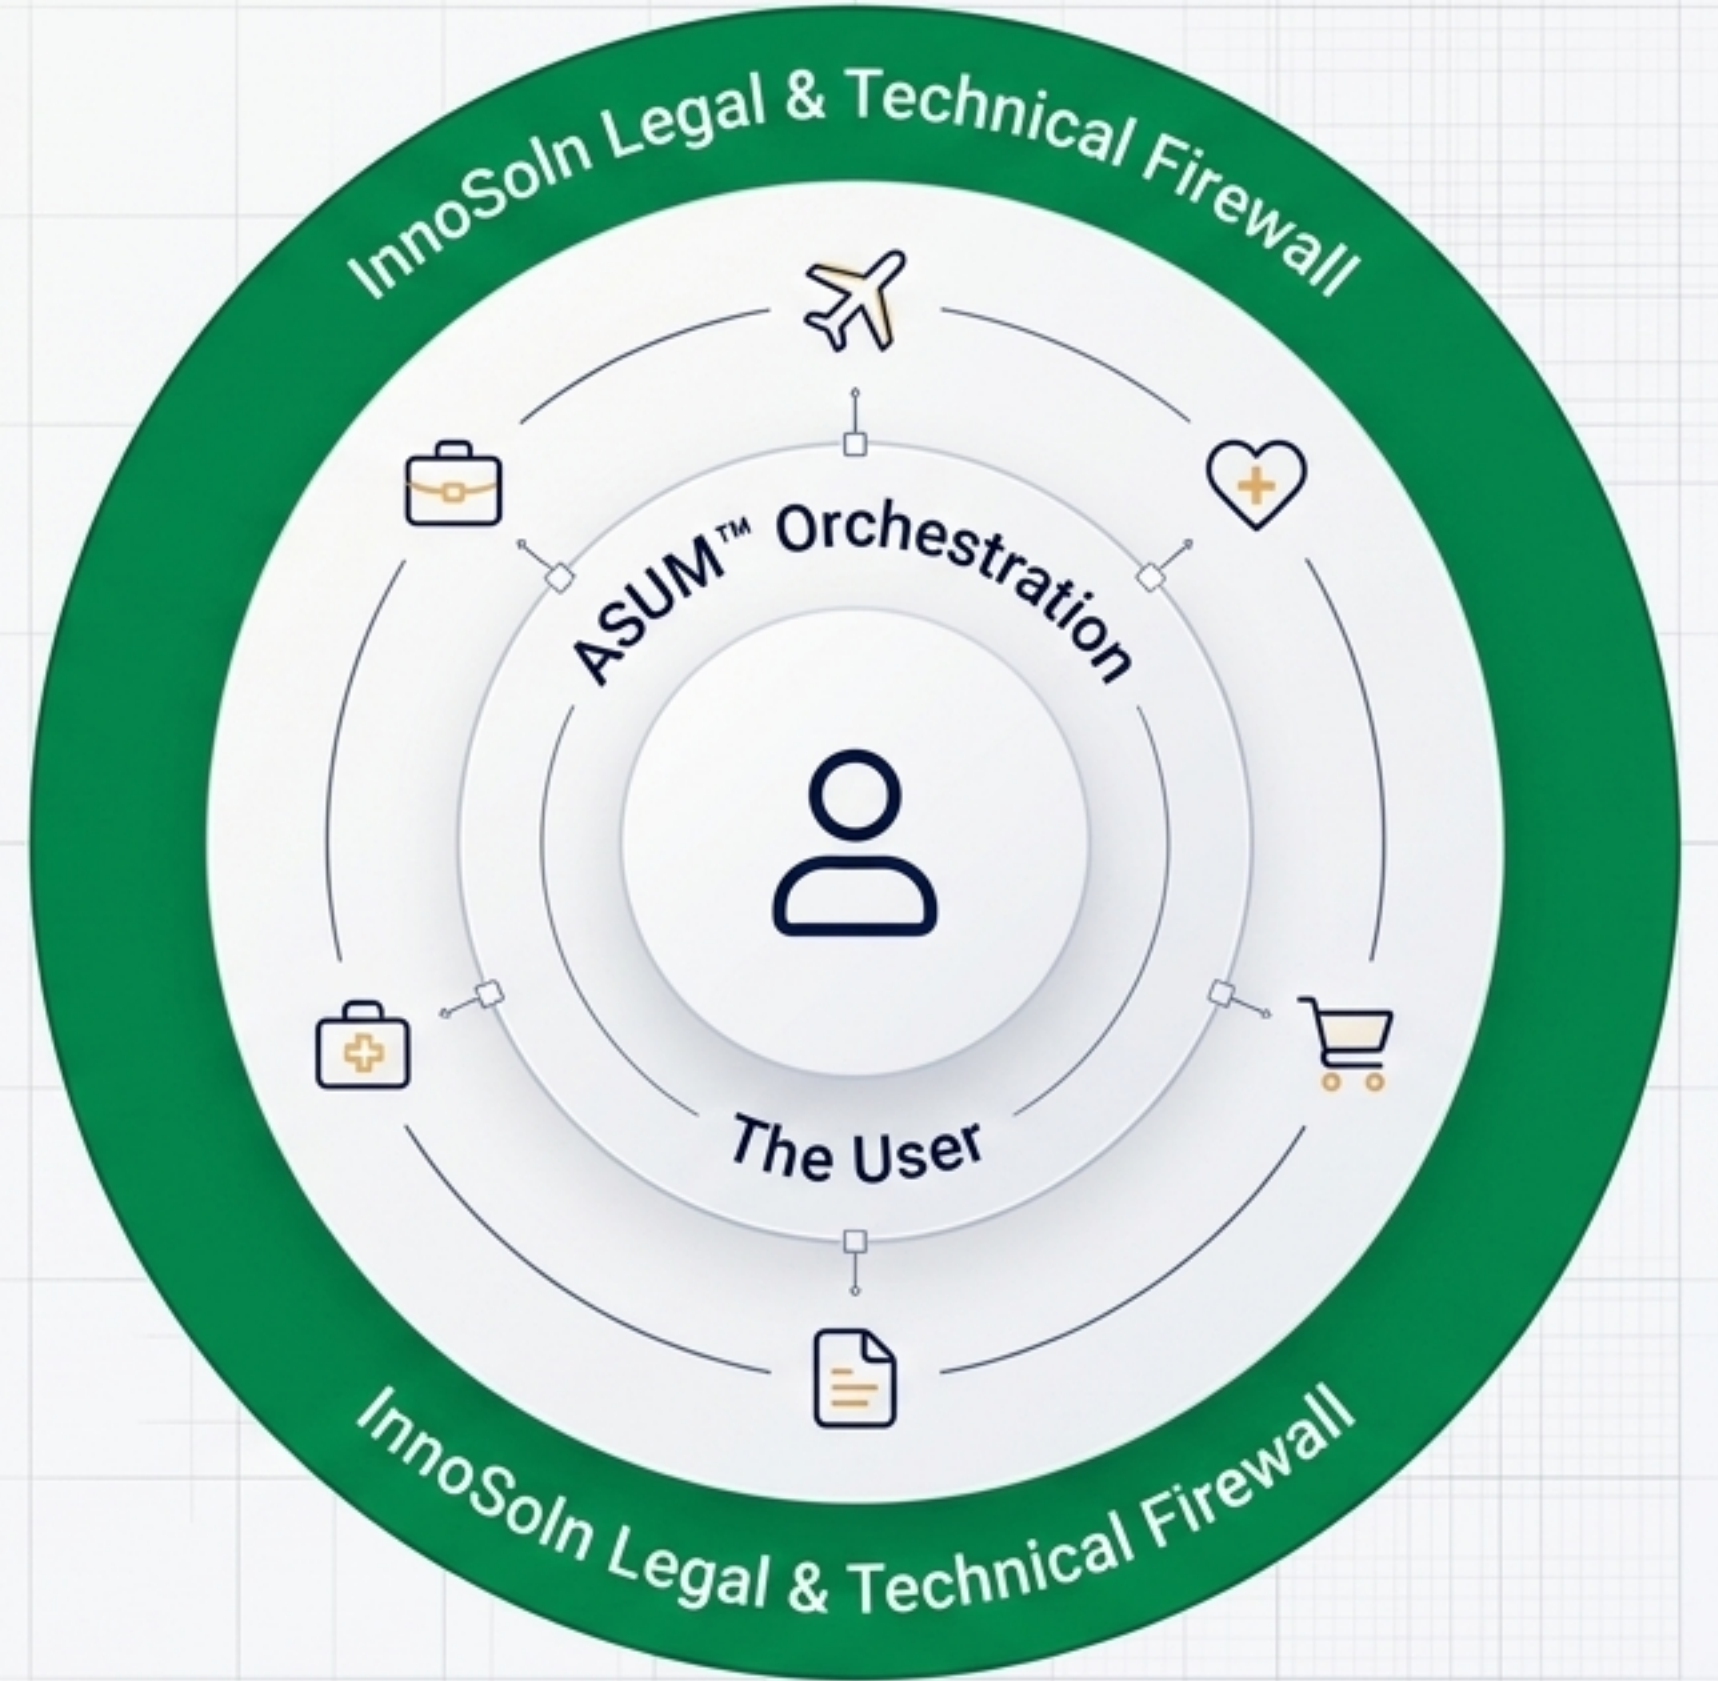 InnoSoln Legal & Technical Firewall
ASUM™ Orchestration
The User
InnoSoln Legal & Technical Firewall